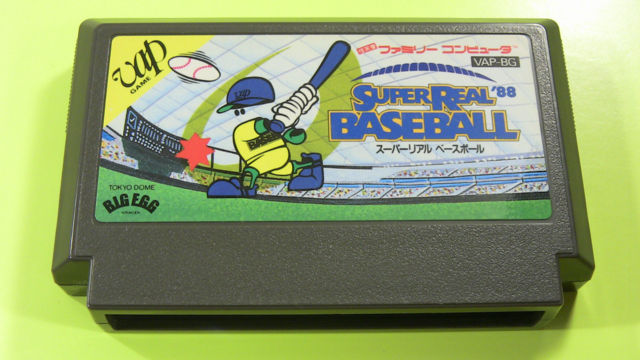 vap
GAME
ファミリー コンピュータ
VAP-BG
SUPER REAL '88
BASEBALL
スーパーリアル ベースボール
vap
TOKYO DOME
BIG EGG